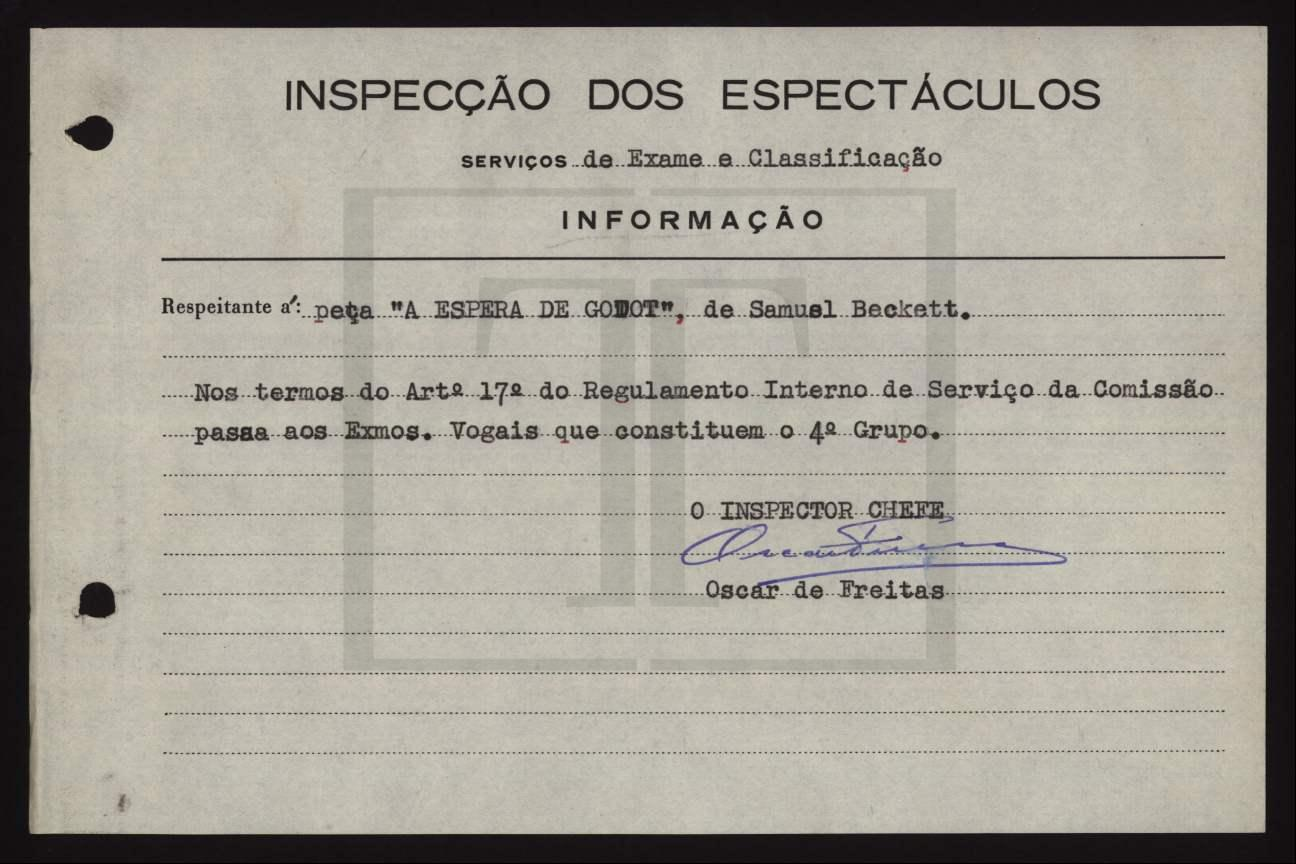 INSPECÇÃO DOS ESPECTÁCULOS
SERVIÇOS de Exame e Classificação
INFORMAÇÃO
Respeitante á: peça "A ESPERA DE GODOT", de Samuel Beckett.
Nos termos do Artº 17º do Regulamento Interno de Serviço da Comissão
passa aos Exmos. Vogais que constituem o 4º Grupo.
O INSPECTOR CHEFE
Oscar de Freitas